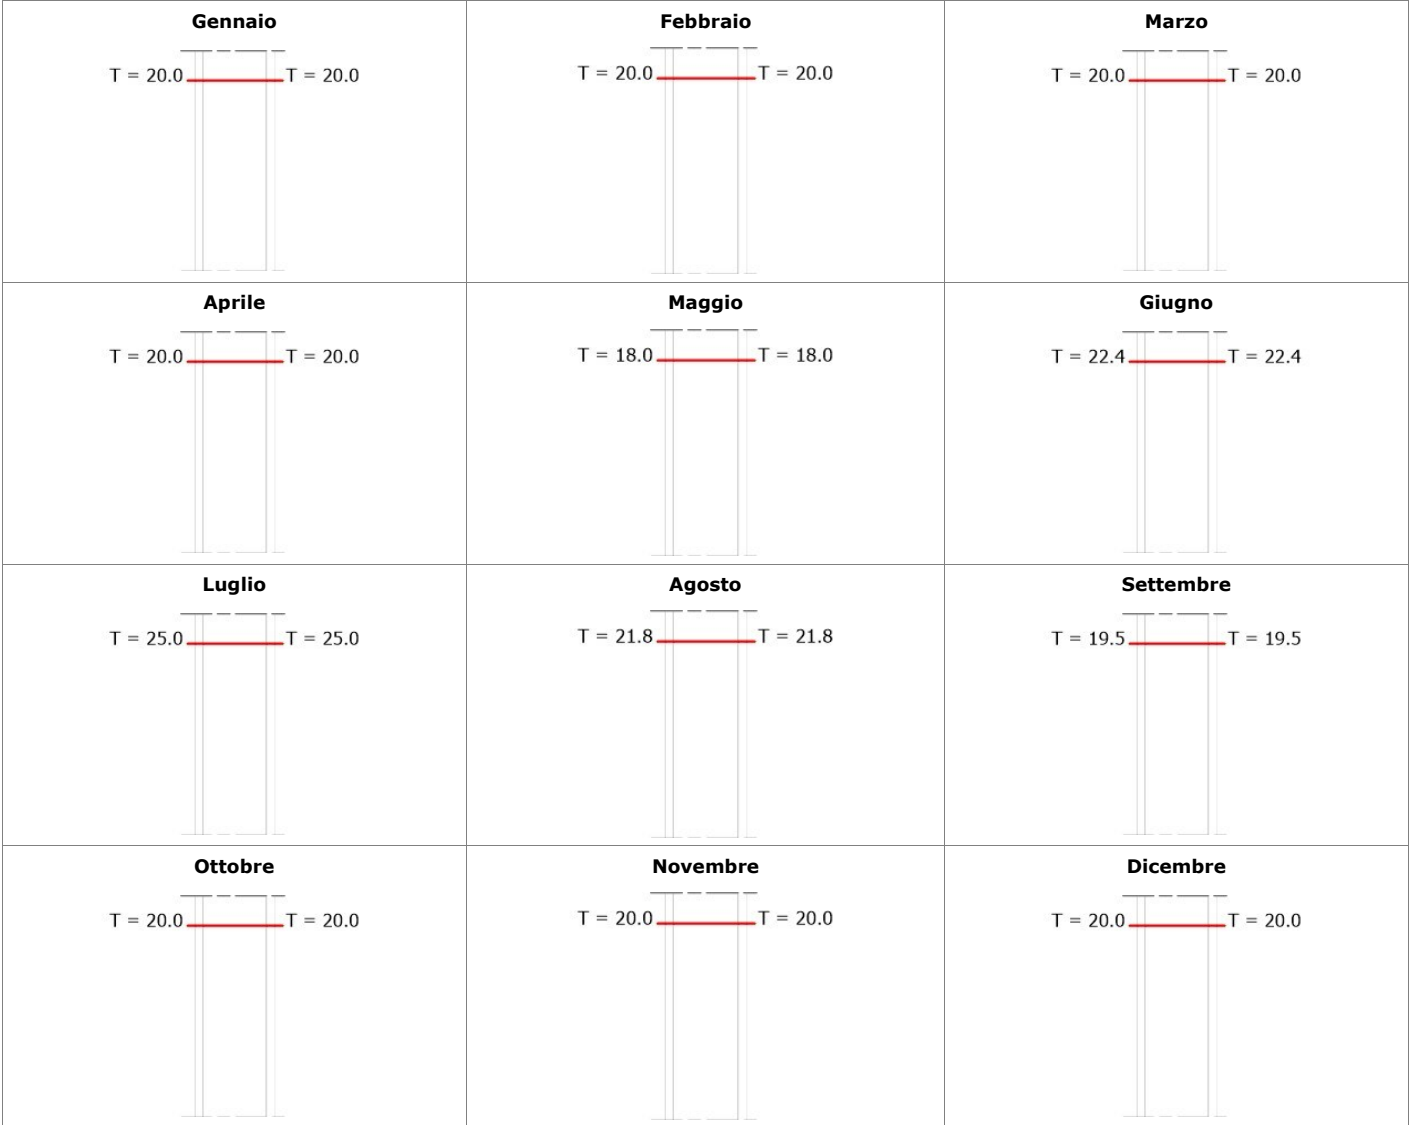 Gennaio
T = 20.0 T = 20.0
Febbraio
T = 20.0 T = 20.0
Marzo
T = 20.0 T = 20.0
Aprile
T = 20.0 T = 20.0
Maggio
T = 18.0 T = 18.0
Giugno
T = 22.4 T = 22.4
Luglio
T = 25.0 T = 25.0
Agosto
T = 21.8 T = 21.8
Settembre
T = 19.5 T = 19.5
Ottobre
T = 20.0 T = 20.0
Novembre
T = 20.0 T = 20.0
Dicembre
T = 20.0 T = 20.0